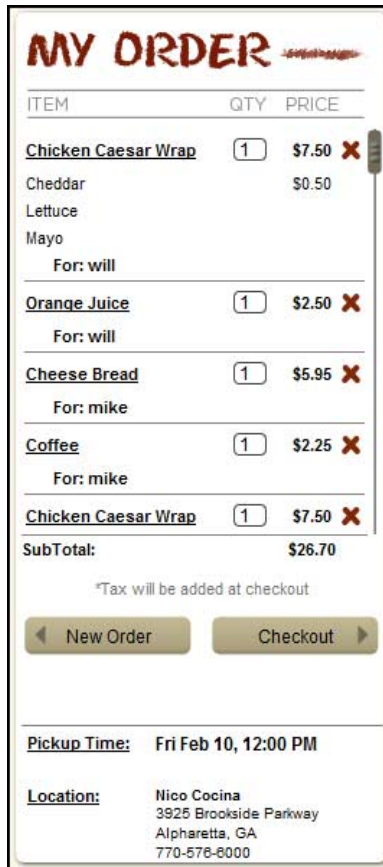 MY ORDER
ITEM QTY PRICE
Chicken Caesar Wrap 1 $7.50
Cheddar $0.50
Lettuce
Mayo
For: will
Orange Juice 1 $2.50
For: will
Cheese Bread 1 $5.95
For: mike
Coffee 1 $2.25
For: mike
Chicken Caesar Wrap 1 $7.50
SubTotal: $26.70
*Tax will be added at checkout
New Order Checkout
Pickup Time: Fri Feb 10, 12:00 PM
Location: Nico Cocina
3925 Brookside Parkway
Alpharetta, GA
770-576-6000